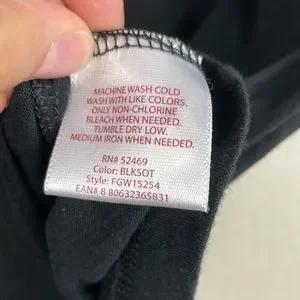 MACHINE WASH COLD
WASH WITH LIKE COLORS.
ONLY NON-CHLORINE
BLEACH WHEN NEEDED.
TUMBLE DRY LOW.
MEDIUM IRON WHEN NEEDED.
RN# 52469
Color: BLKSOT
Style: FGW15254
EAN# 8 80632365831